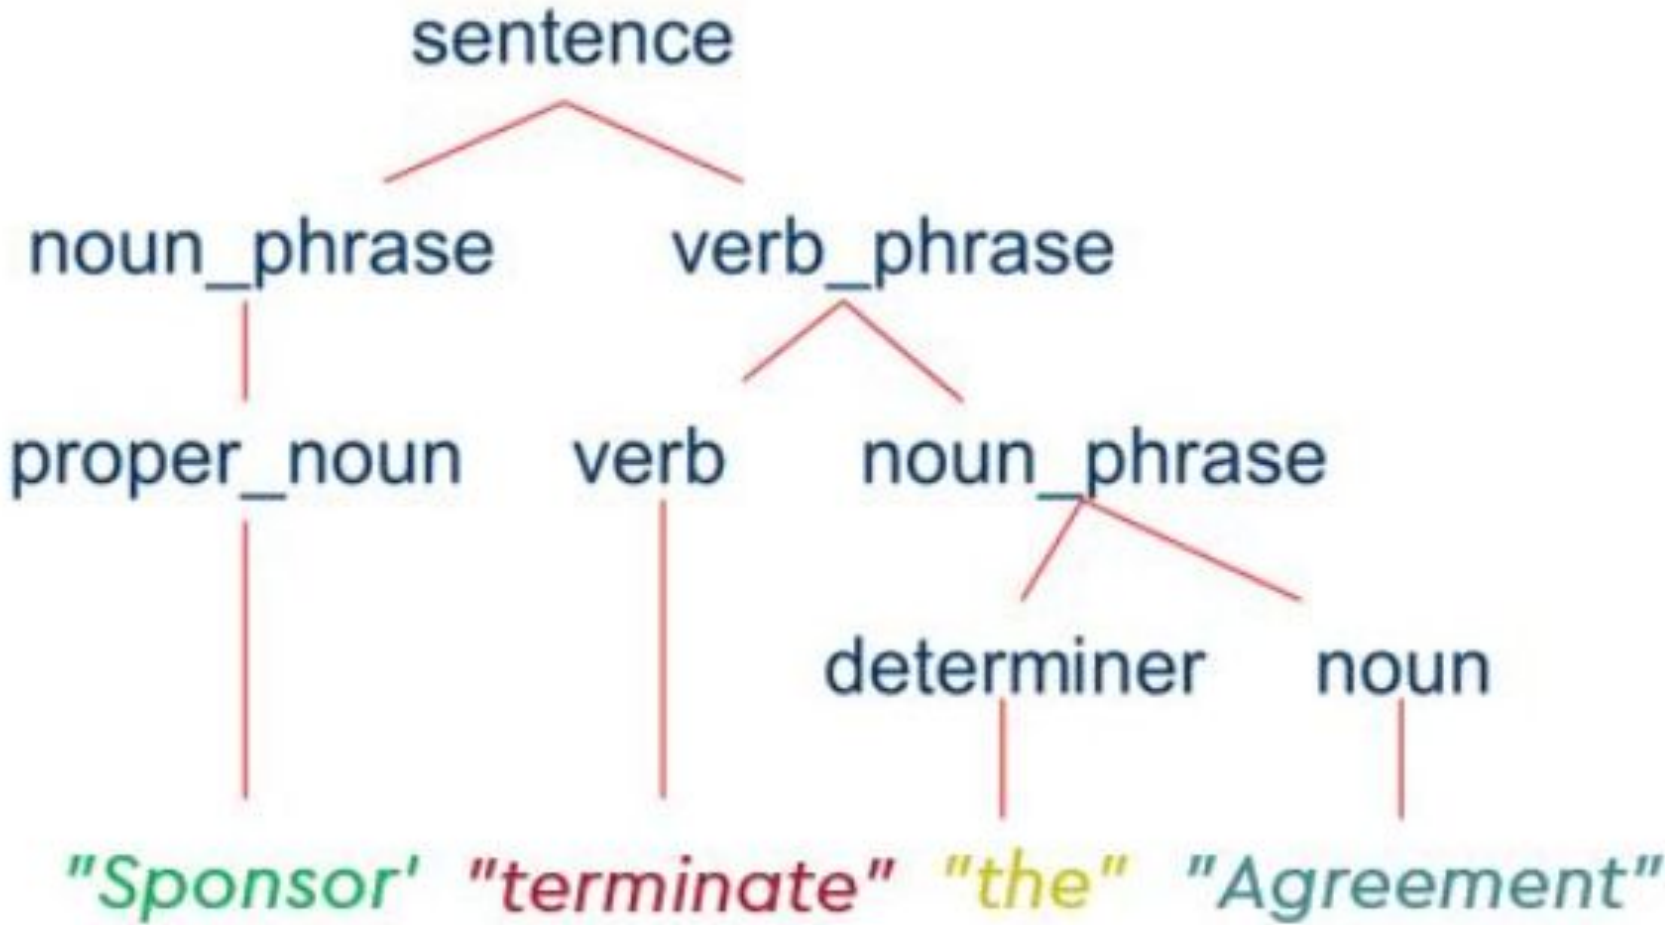 sentence
noun_phrase verb_phrase
proper_noun verb noun_phrase
determiner noun
"Sponsor' "terminate" "the" "Agreement"